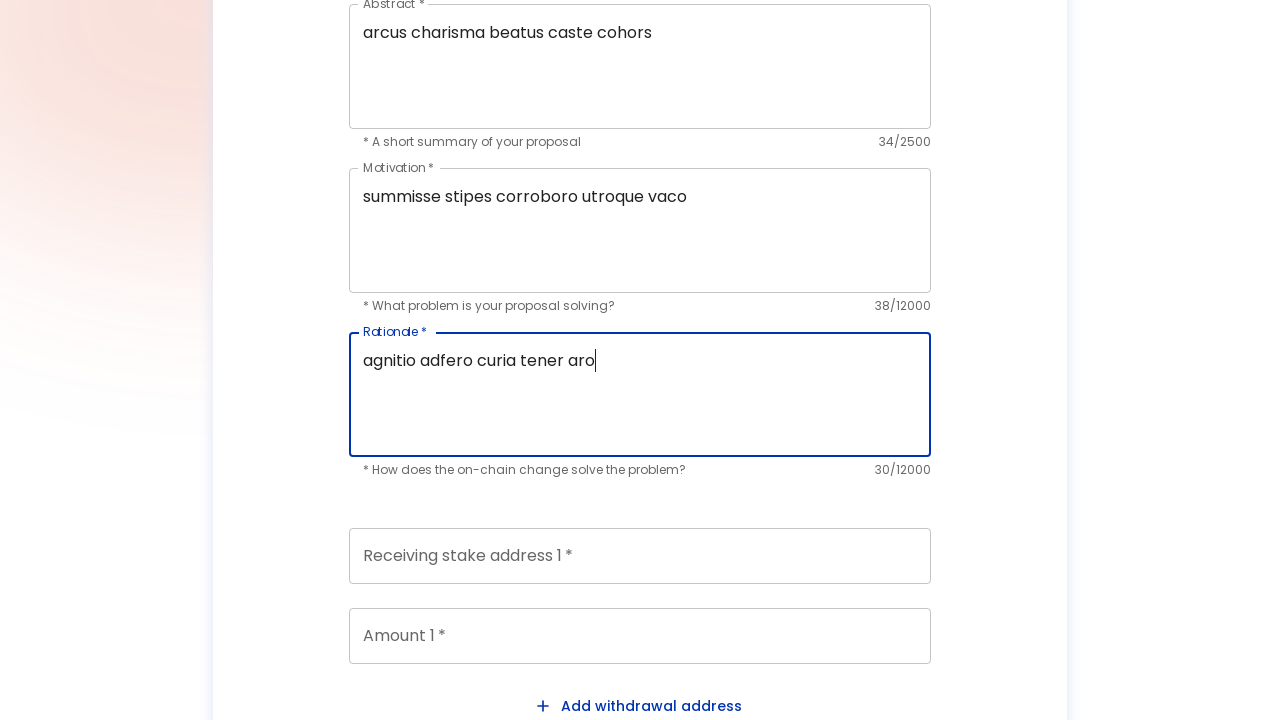 Abstract *
arcus charisma beatus caste cohors
* A short summary of your proposal 34/2500
Motivation *
summisse stipes corroboro utroque vaco
* What problem is your proposal solving? 38/12000
Rationale *
agnitio adfero curia tener aro
* How does the on-chain change solve the problem? 30/12000
Receiving stake address 1 *
Amount 1 *
+ Add withdrawal address